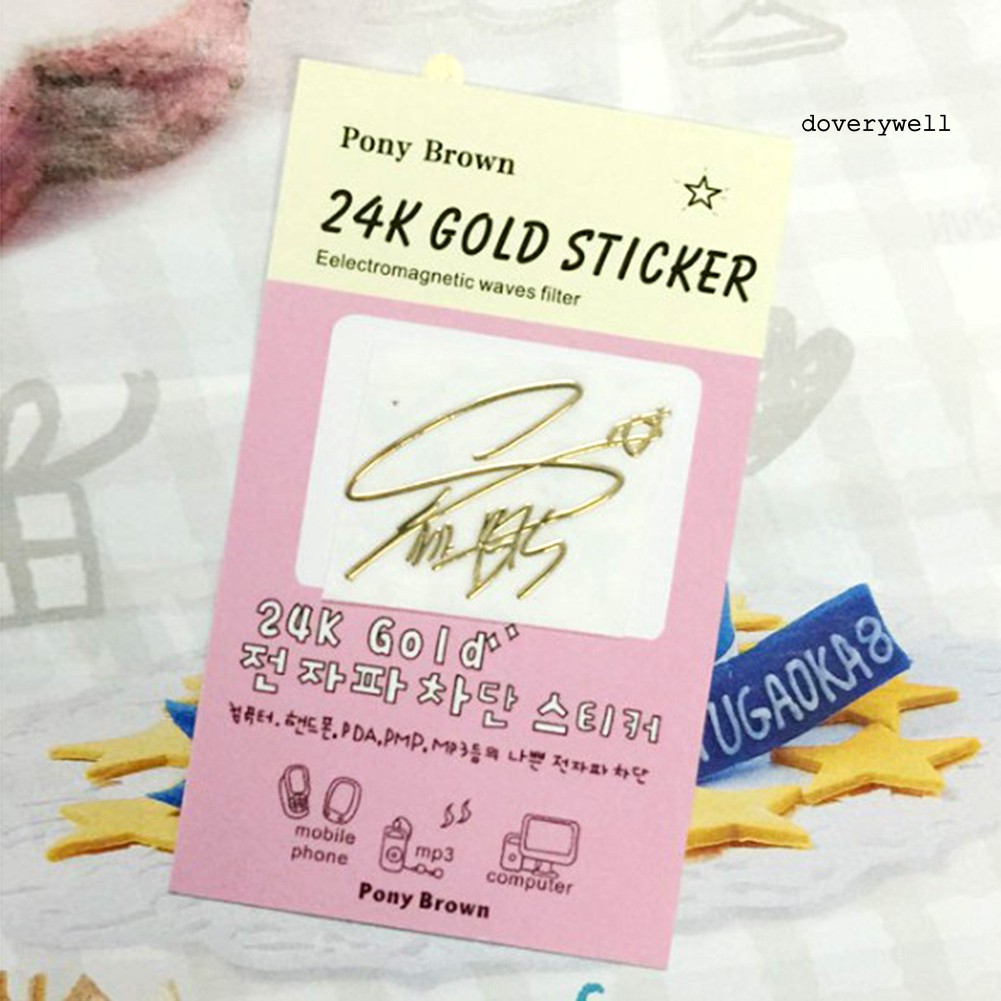 doverywell
Pony Brown
24K GOLD STICKER
Eelectromagnetic waves filter
24K Gold
전자파 차단 스티커
컴퓨터, 핸드폰, PDA, PMP, MP3등의 나쁜 전자파 차단
mobile
phone
mp3
computer
Pony Brown
UGAOKA8